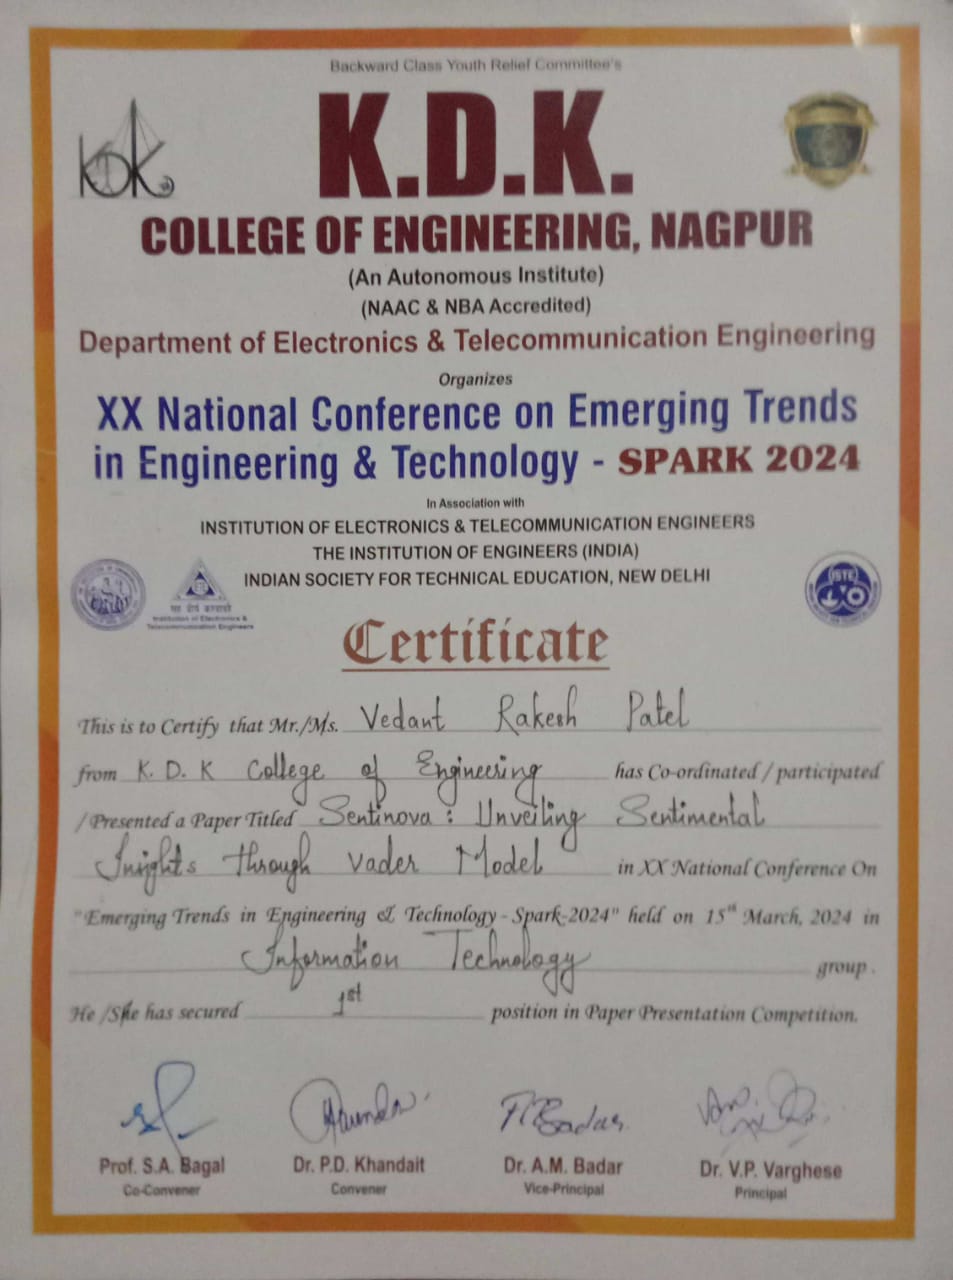 Backward Class Youth Relief Committee's
KDK
K.D.K.
COLLEGE OF ENGINEERING, NAGPUR
(An Autonomous Institute)
(NAAC & NBA Accredited)
Department of Electronics & Telecommunication Engineering
Organizes
XX National Conference on Emerging Trends
in Engineering & Technology - SPARK 2024
In Association with
INSTITUTION OF ELECTRONICS & TELECOMMUNICATION ENGINEERS
THE INSTITUTION OF ENGINEERS (INDIA)
INDIAN SOCIETY FOR TECHNICAL EDUCATION, NEW DELHI
Institution of Electronics &
Telecommunication Engineers
ISTE
Certificate
This is to Certify that Mr./Ms. Vedant Rakesh Patel
from K. D. K College of Engineering has Co-ordinated / participated
/ Presented a Paper Titled Sentinova : Unveiling Sentimental
Insights through Vader Model in XX National Conference On
"Emerging Trends in Engineering & Technology - Spark-2024" held on 15th March, 2024 in
Information Technology group.
He /She has secured 1st position in Paper Presentation Competition.
Prof. S.A. Bagal Dr. P.D. Khandait Dr. A.M. Badar Dr. V.P. Varghese
Co-Convener Convener Vice-Principal Principal